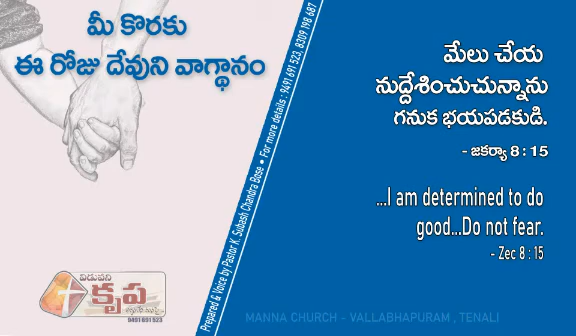 మీ కొరకు
ఈ రోజు దేవుని వాగ్థానం
Prepared & Voice by Pastor K. Subash Chandra Bose • For more details : 9491 691 523, 8309 198 687
మేలు చేయ
నుద్దేశించుచున్నాను
గనుక భయపడకుడి.
- జకర్యా 8 : 15
...I am determined to do
good...Do not fear.
- Zec 8 : 15
విడువని
కృప
9491 691 523
MANNA CHURCH - VALLABHAPURAM , TENALI